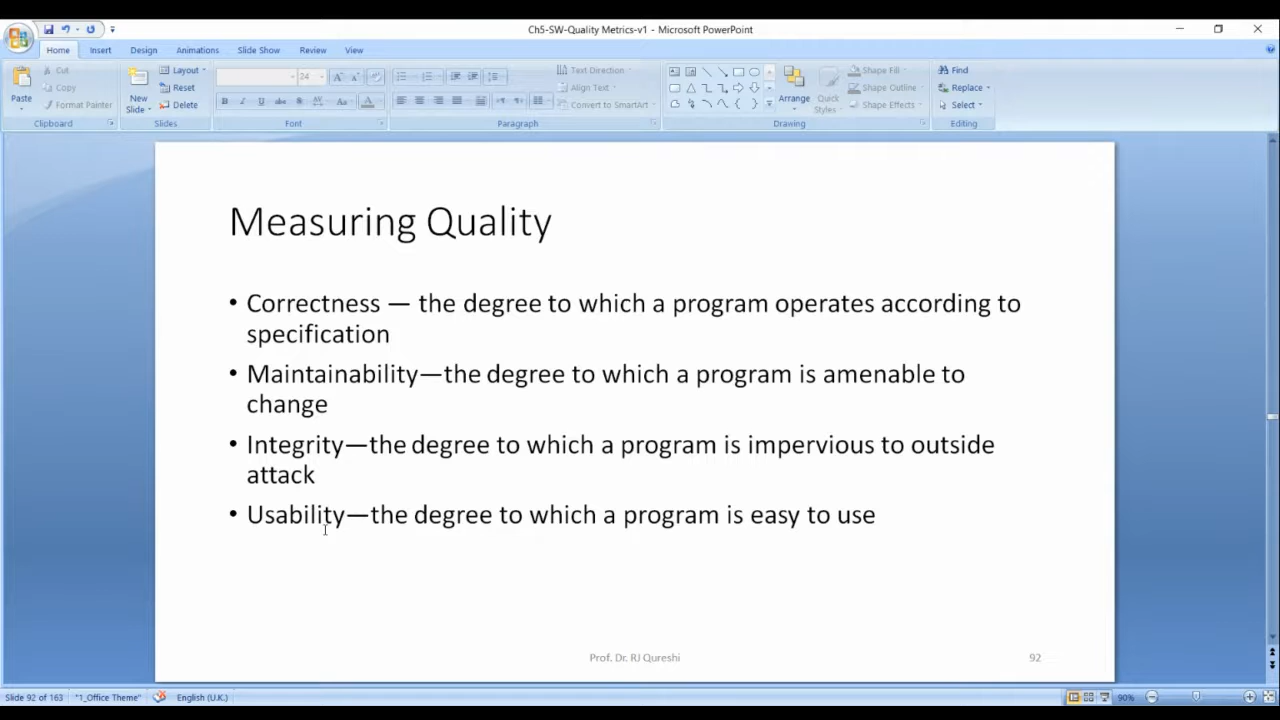 Ch5-SW-Quality Metrics-v1 - Microsoft PowerPoint
Home Insert Design Animations Slide Show Review View
Cut
Copy
Format Painter
Paste
Clipboard
New
Slide
Layout
Reset
Delete
Slides
24
Font
Text Direction
Align Text
Convert to SmartArt
Paragraph
Arrange
Quick
Styles
Shape Fill
Shape Outline
Shape Effects
Drawing
Find
Replace
Select
Editing
Measuring Quality
• Correctness — the degree to which a program operates according to
specification
• Maintainability—the degree to which a program is amenable to
change
• Integrity—the degree to which a program is impervious to outside
attack
• Usability—the degree to which a program is easy to use
Prof. Dr. RJ Qureshi
92
Slide 92 of 163 "1_Office Theme" English (U.K.) 90%